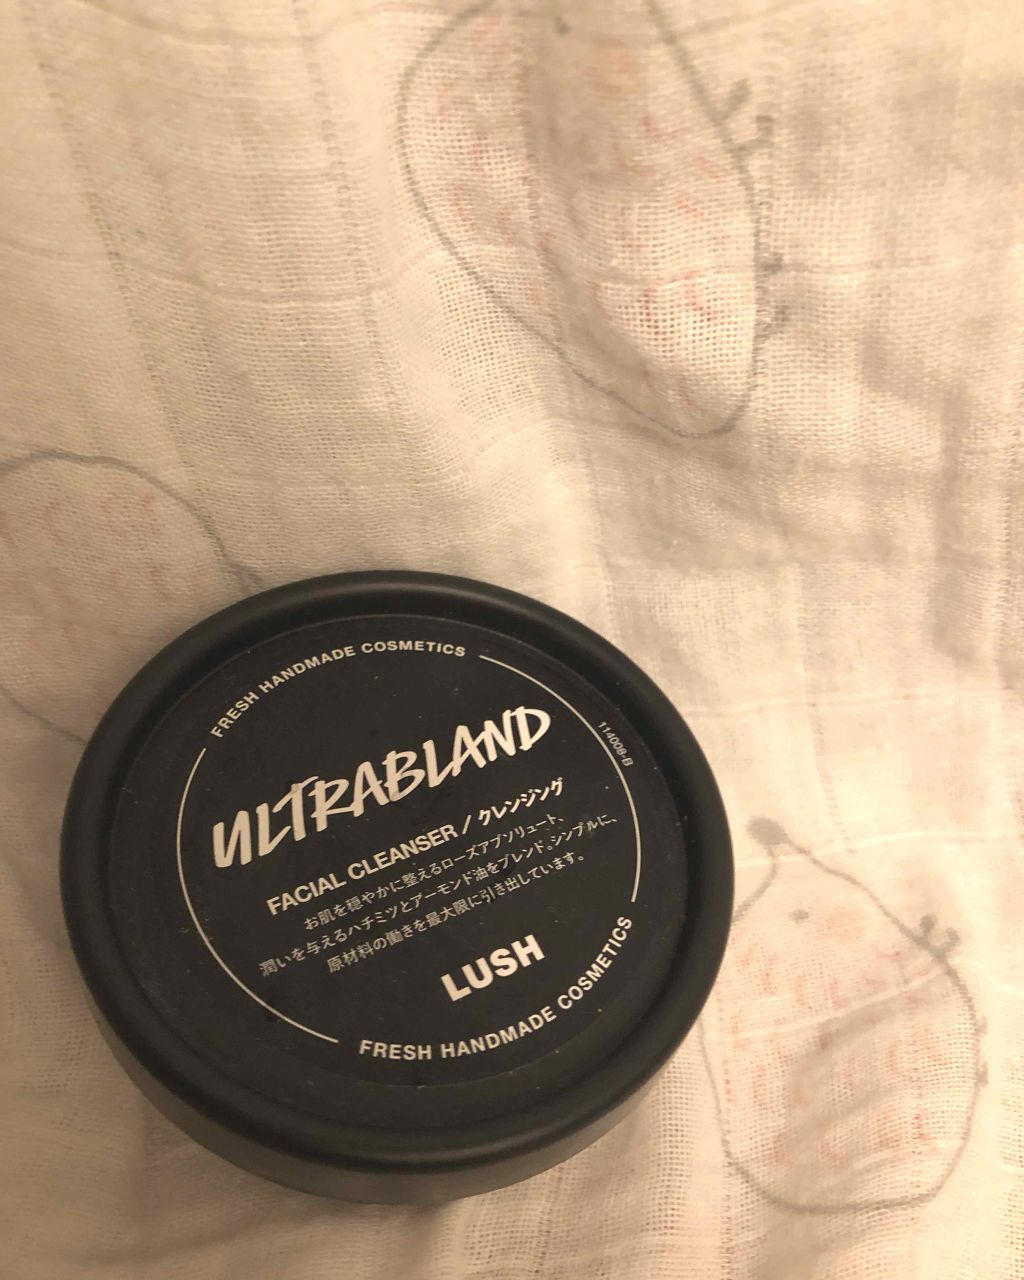 FRESH HANDMADE COSMETICS
114008-B
ULTRABLAND
FACIAL CLEANSER / クレンジング
お肌を穏やかに整えるローズアブソリュート、
潤いを与えるハチミツとアーモンド油をブレンド。シンプルに、
原材料の働きを最大限に引き出しています。
LUSH
FRESH HANDMADE COSMETICS